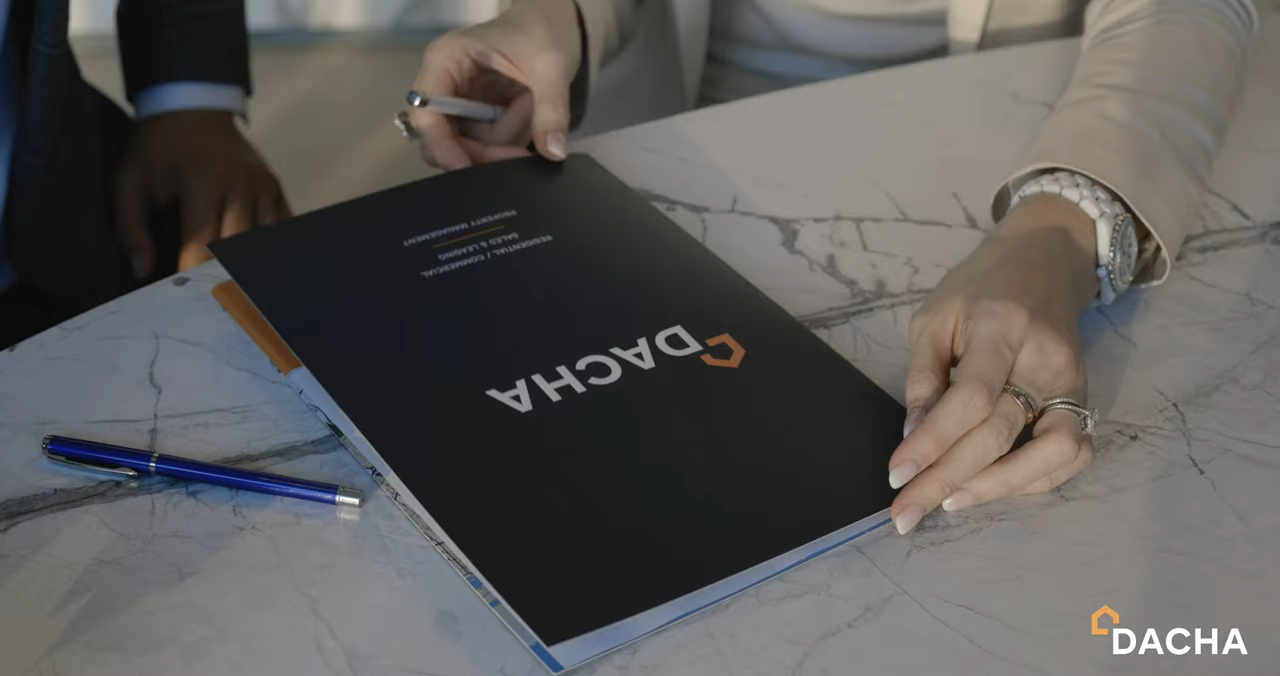 DACHA
RESIDENTIAL / COMMERCIAL
SALES & LEASING
PROPERTY MANAGEMENT
DACHA